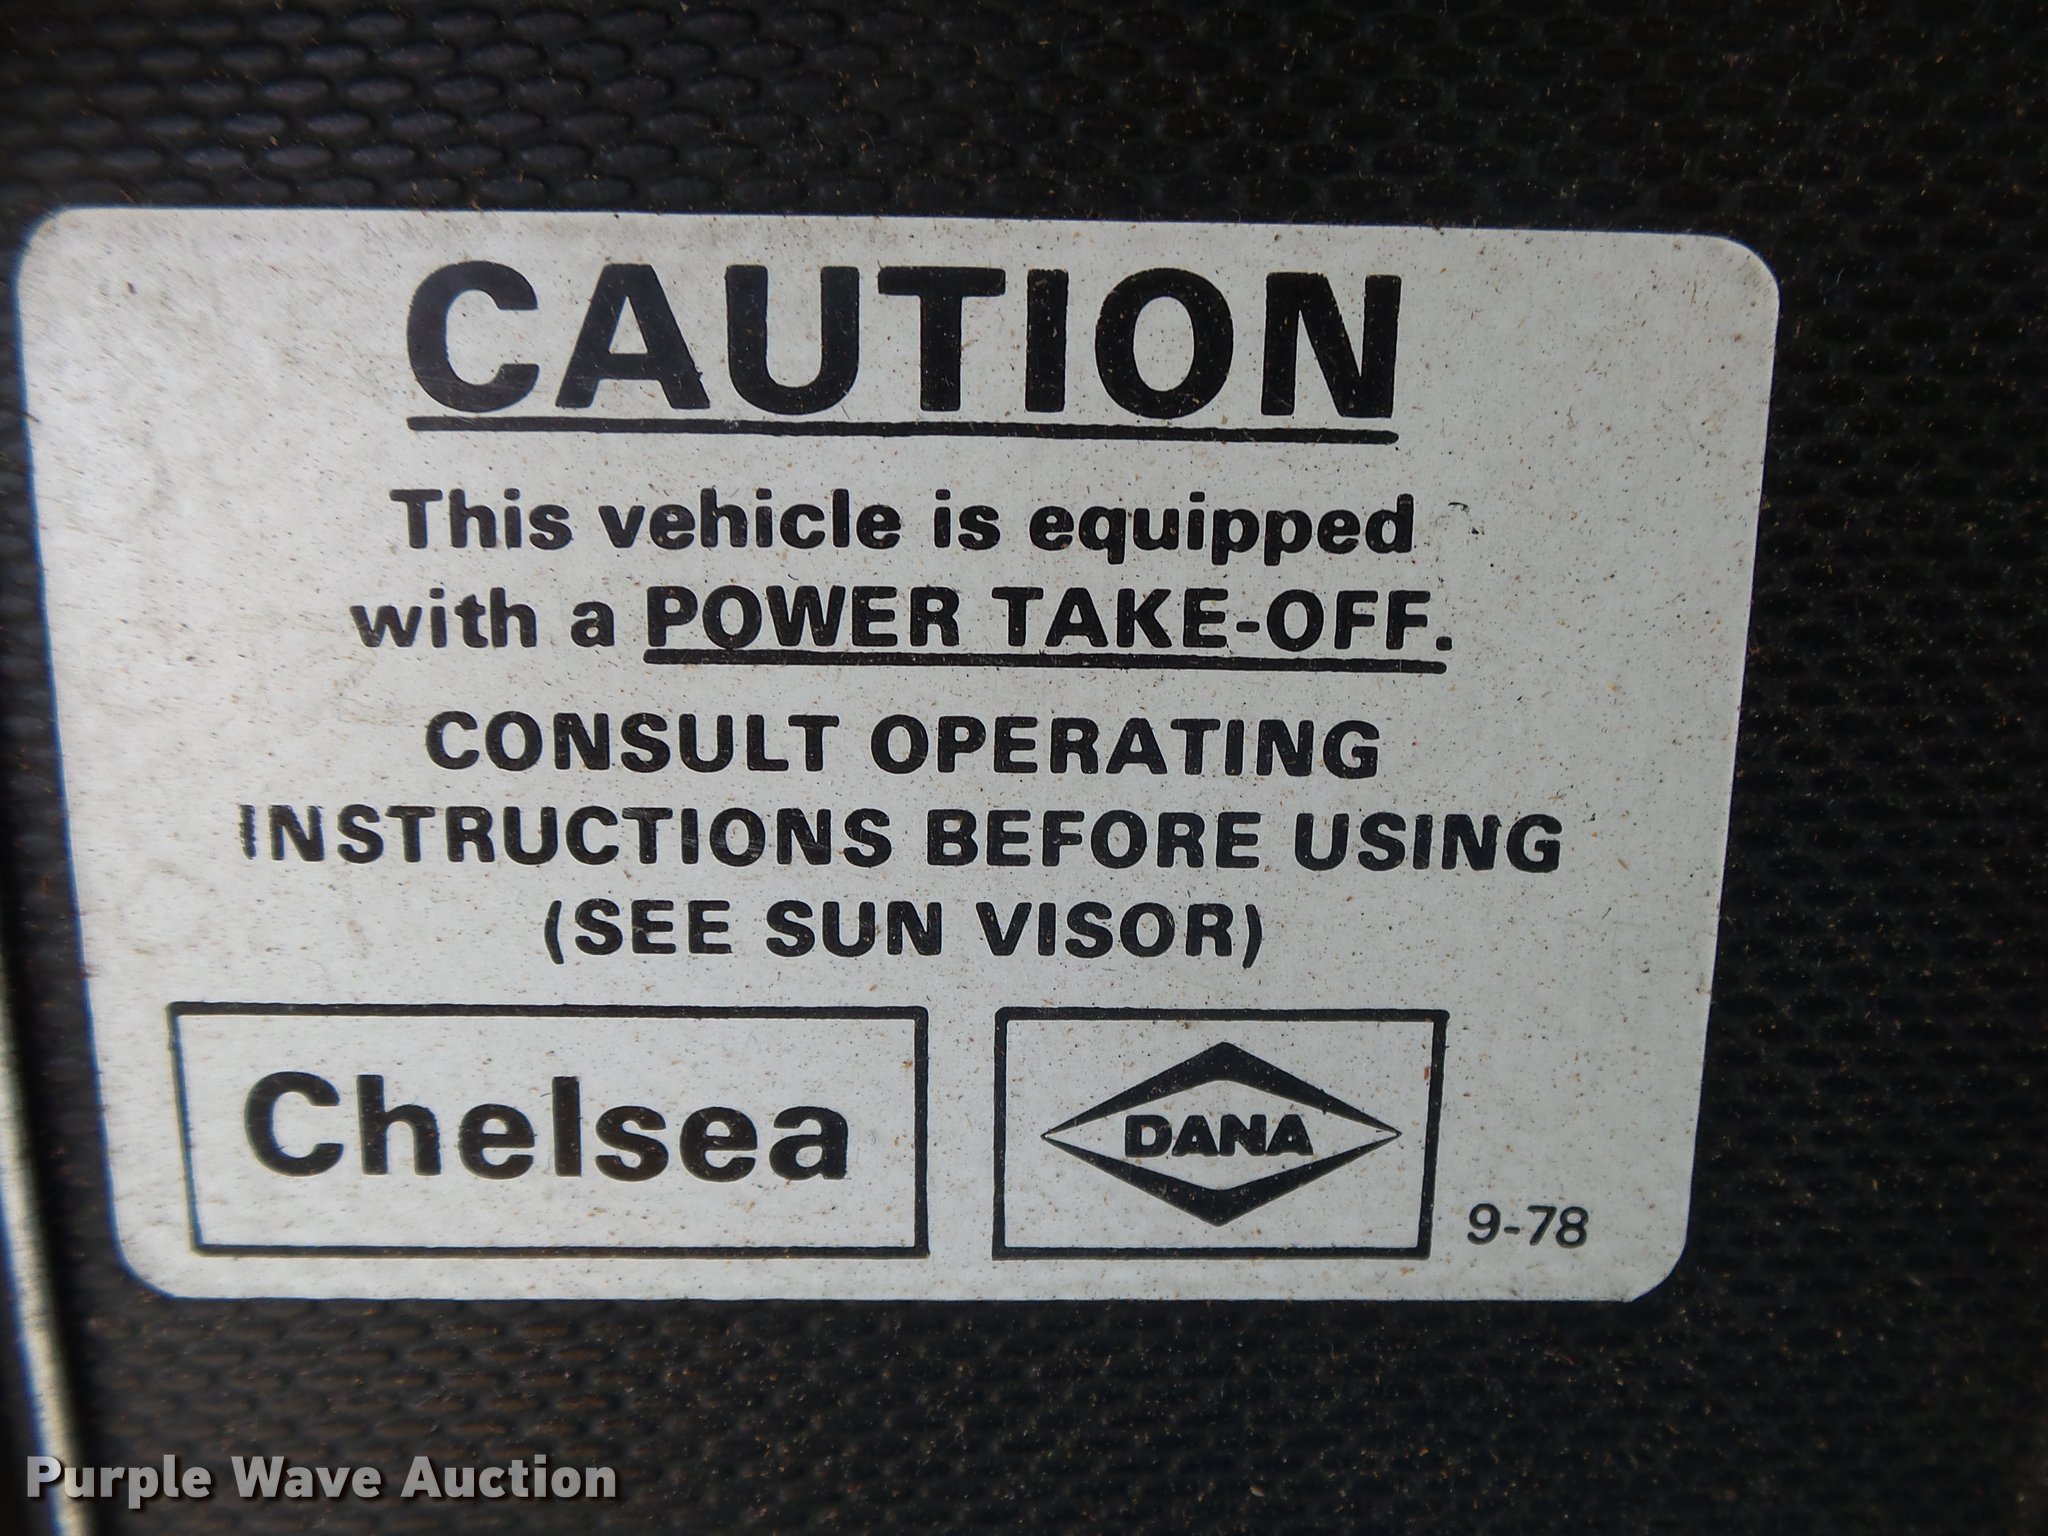 CAUTION
This vehicle is equipped
with a POWER TAKE-OFF.
CONSULT OPERATING
INSTRUCTIONS BEFORE USING
(SEE SUN VISOR)
Chelsea
DANA
9-78
Purple Wave Auction